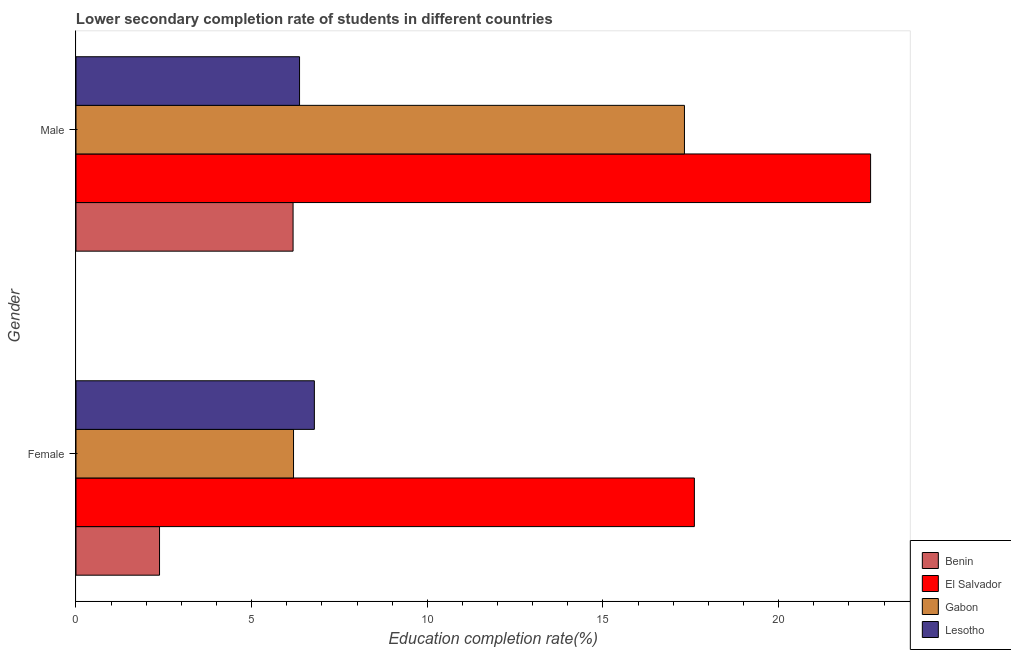 Lower secondary completion rate of students in different countries
Gender
Male
Female
0
5
10
15
20
Education completion rate(%)
Benin
El Salvador
Gabon
Lesotho